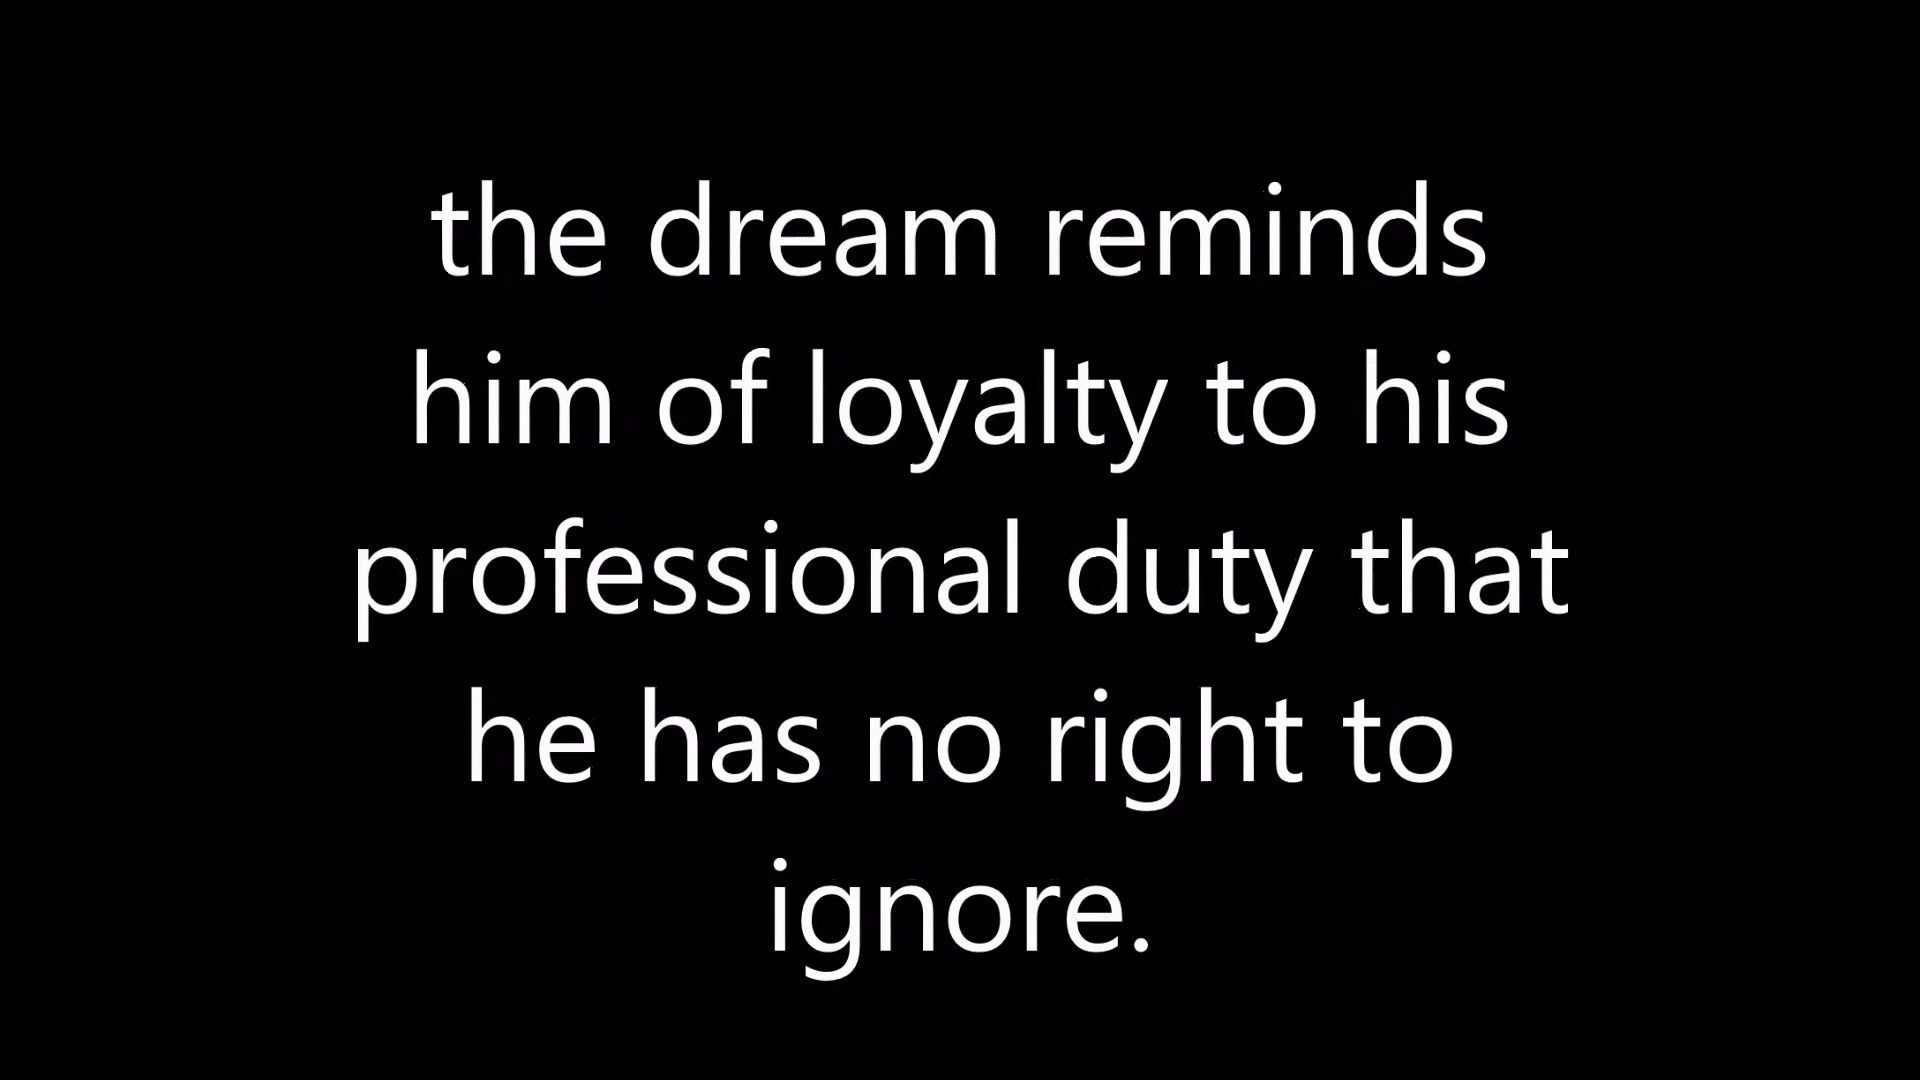 the dream reminds
him of loyalty to his
professional duty that
he has no right to
ignore.